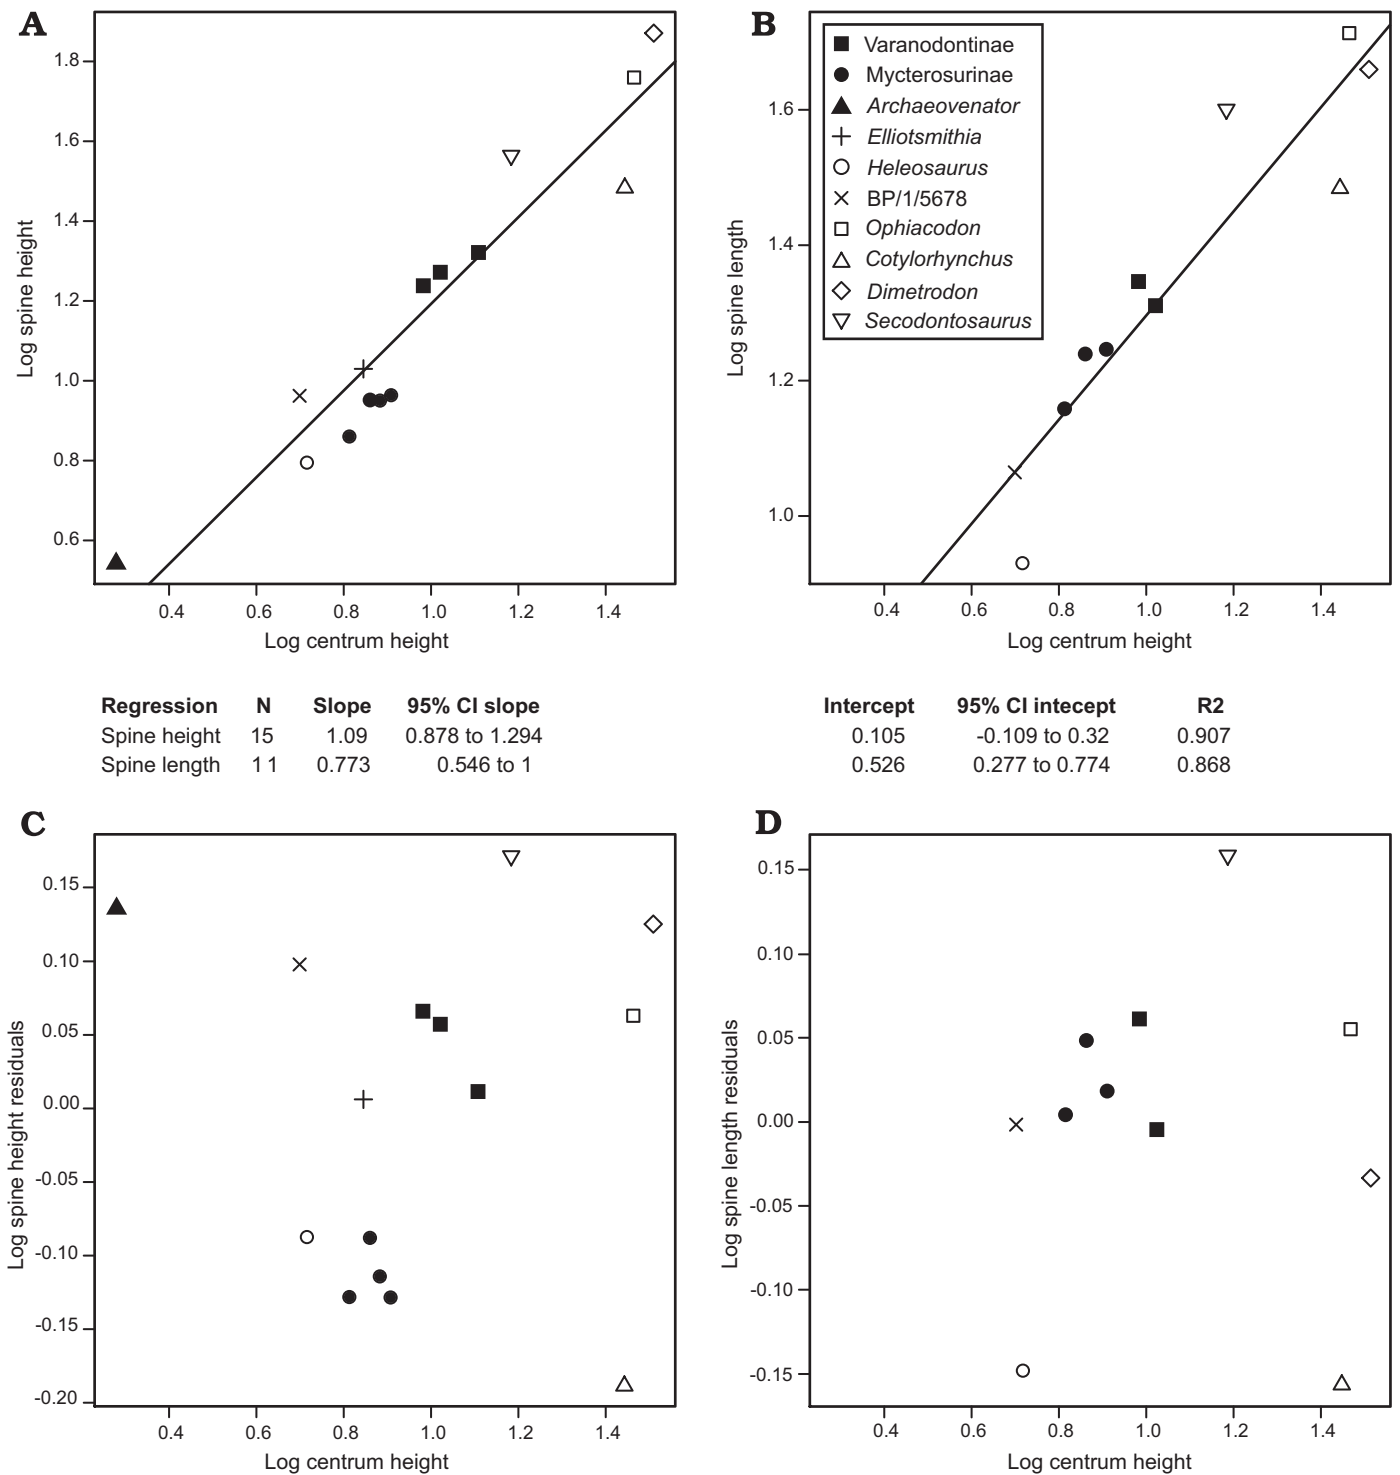 A
1.8
1.6
1.4
1.2
1.0
0.8
0.6
Log spine height
0.4 0.6 0.8 1.0 1.2 1.4
Log centrum height
B
Varanodontinae
Mycterosurinae
Archaeovenator
Elliotsmithia
Heleosaurus
BP/1/5678
Ophiacodon
Cotylorhynchus
Dimetrodon
Secodontosaurus
1.6
1.4
1.2
1.0
Log spine length
0.4 0.6 0.8 1.0 1.2 1.4
Log centrum height
Regression N Slope 95% CI slope Intercept 95% CI intecept R2
Spine height 15 1.09 0.878 to 1.294 0.105 -0.109 to 0.32 0.907
Spine length 11 0.773 0.546 to 1 0.526 0.277 to 0.774 0.868
C
0.15
0.10
0.05
0.00
-0.05
-0.10
-0.15
-0.20
Log spine height residuals
0.4 0.6 0.8 1.0 1.2 1.4
Log centrum height
D
0.15
0.10
0.05
0.00
-0.05
-0.10
-0.15
Log spine length residuals
0.4 0.6 0.8 1.0 1.2 1.4
Log centrum height